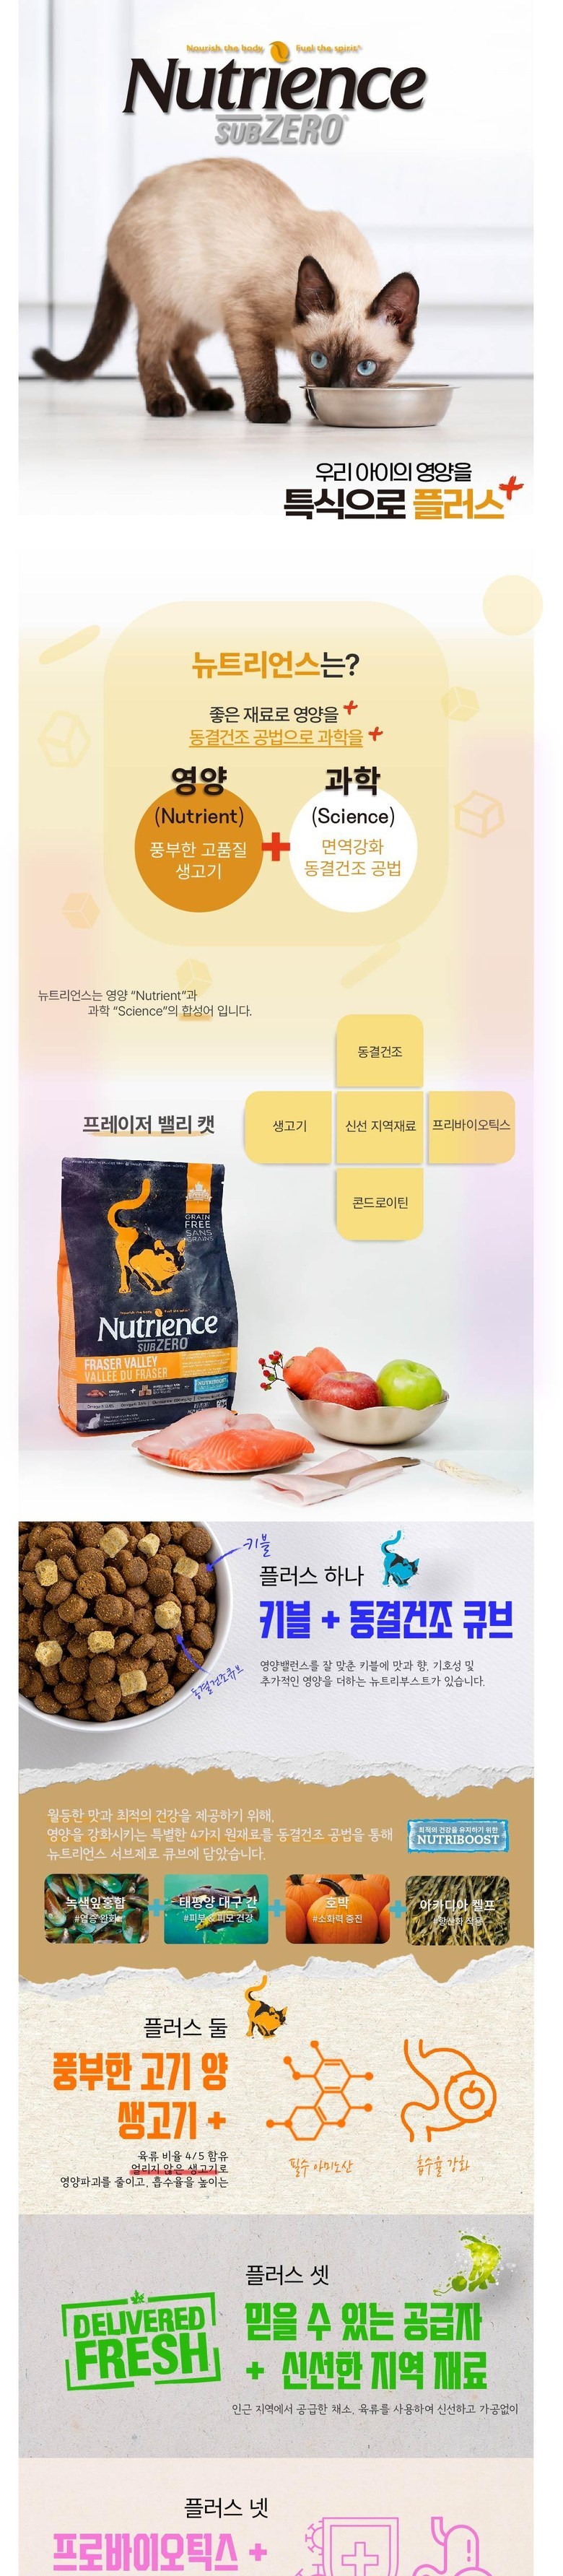 Nourish the body. Fuel the spirit.
Nutrience
SUBZERO
우리 아이의 영양을
특식으로 플러스+
뉴트리언스는?
좋은 재료로 영양을 +
동결건조 공법으로 과학을 +
영양
(Nutrient)
풍부한 고품질
생고기
+
과학
(Science)
면역강화
동결건조 공법
뉴트리언스는 영양 “Nutrient”과
과학 “Science”의 합성어 입니다.
동결건조
생고기
신선 지역재료
프리바이오틱스
콘드로이틴
프레이저 밸리 캣
GRAIN
FREE
SANS
GRAINS
Nutrience
SUBZERO
FRASER VALLEY
VALLÉE DU FRASER
키블
동결건조큐브
플러스 하나
키블 + 동결건조 큐브
영양밸런스를 잘 맞춘 키블에 맛과 향, 기호성 및
추가적인 영양을 더하는 뉴트리부스트가 있습니다.
월등한 맛과 최적의 건강을 제공하기 위해,
영양을 강화시키는 특별한 4가지 원재료를 동결건조 공법을 통해
뉴트리언스 서브제로 큐브에 담았습니다.
최적의 건강을 유지하기 위한
NUTRIBOOST
녹색잎홍합
#염증 완화
+
태평양 대구 간
#피부&피모 건강
+
호박
#소화력 증진
+
아카디아 켈프
#항산화 작용
플러스 둘
풍부한 고기 양
생고기 +
육류 비율 4/5 함유
얼리지 않은 생고기로
영양파괴를 줄이고, 흡수율을 높이는
필수 아미노산
흡수율 강화
DELIVERED
FRESH
플러스 셋
믿을 수 있는 공급자
+ 신선한 지역 재료
인근 지역에서 공급한 채소, 육류를 사용하여 신선하고 가공없이
플러스 넷
프로바이오틱스 +